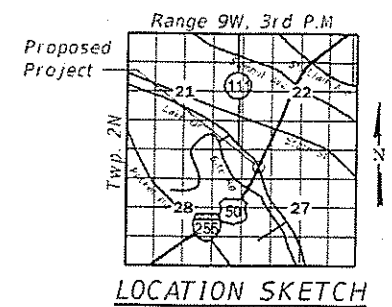 Range 9W, 3rd P.M
Proposed
Project
111
21
22
Twp. 2N
28
50
27
255
LOCATION SKETCH